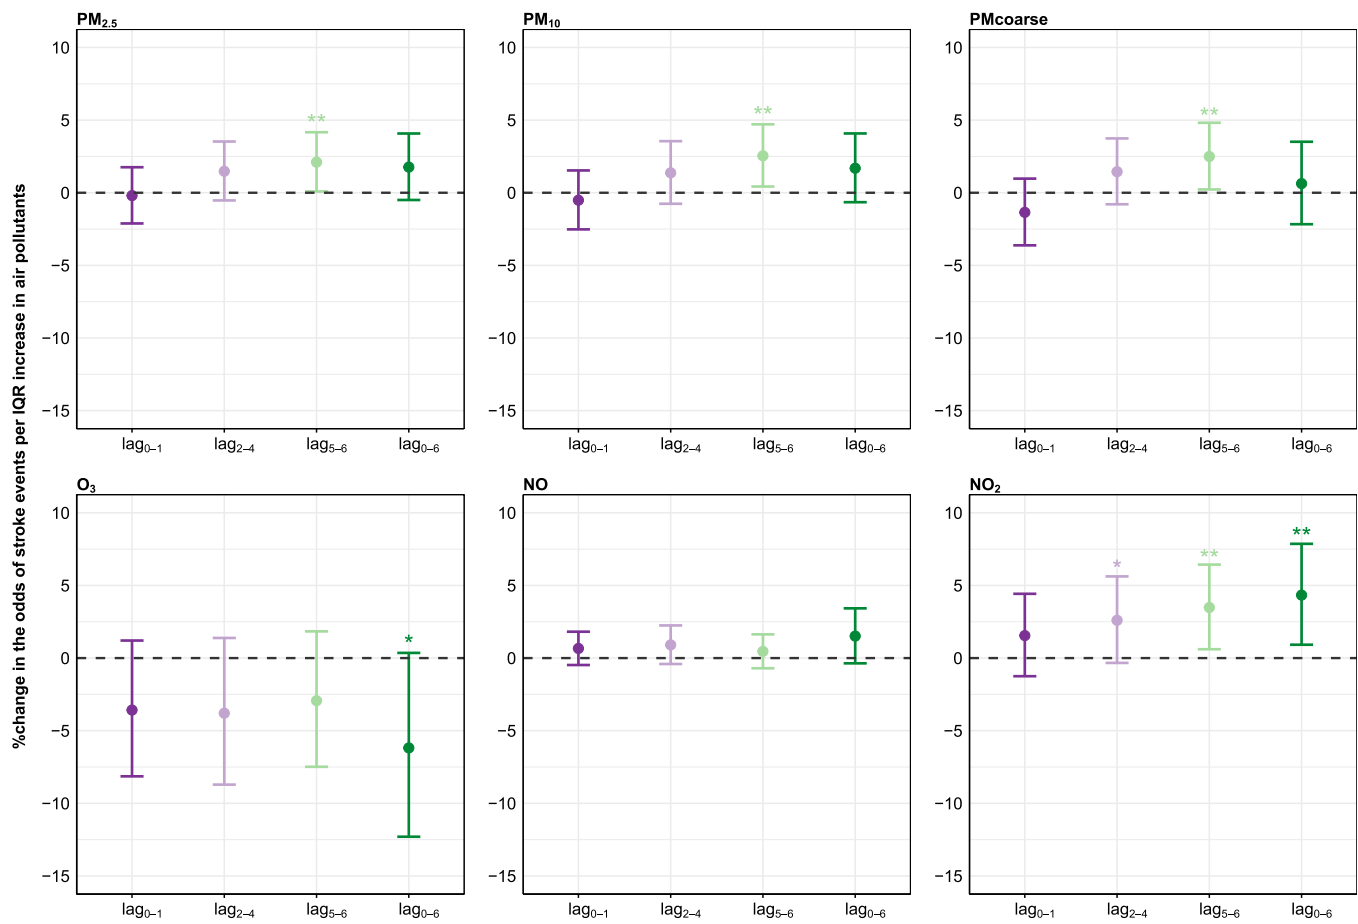 %change in the odds of stroke events per IQR increase in air pollutants
PM₂.₅
10
5
0
−5
−10
−15
**
lag₀₋₁ lag₂₋₄ lag₅₋₆ lag₀₋₆
PM₁₀
10
5
0
−5
−10
−15
**
lag₀₋₁ lag₂₋₄ lag₅₋₆ lag₀₋₆
PMcoarse
10
5
0
−5
−10
−15
**
lag₀₋₁ lag₂₋₄ lag₅₋₆ lag₀₋₆
O₃
10
5
0
−5
−10
−15
*
lag₀₋₁ lag₂₋₄ lag₅₋₆ lag₀₋₆
NO
10
5
0
−5
−10
−15
lag₀₋₁ lag₂₋₄ lag₅₋₆ lag₀₋₆
NO₂
10
5
0
−5
−10
−15
* ** **
lag₀₋₁ lag₂₋₄ lag₅₋₆ lag₀₋₆